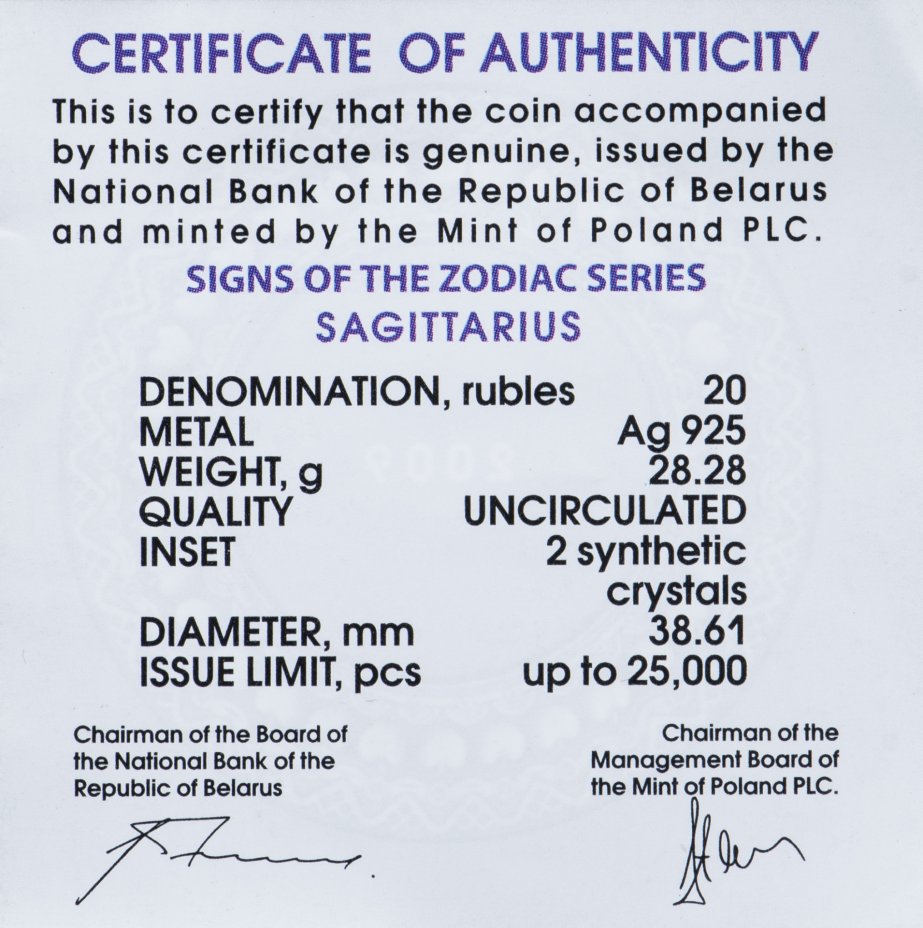 CERTIFICATE OF AUTHENTICITY
This is to certify that the coin accompanied
by this certificate is genuine, issued by the
National Bank of the Republic of Belarus
and minted by the Mint of Poland PLC.
SIGNS OF THE ZODIAC SERIES
SAGITTARIUS
DENOMINATION, rubles 20
METAL Ag 925
WEIGHT, g 28.28
QUALITY UNCIRCULATED
INSET 2 synthetic
crystals
DIAMETER, mm 38.61
ISSUE LIMIT, pcs up to 25,000
Chairman of the Board of
the National Bank of the
Republic of Belarus
Chairman of the
Management Board of
the Mint of Poland PLC.